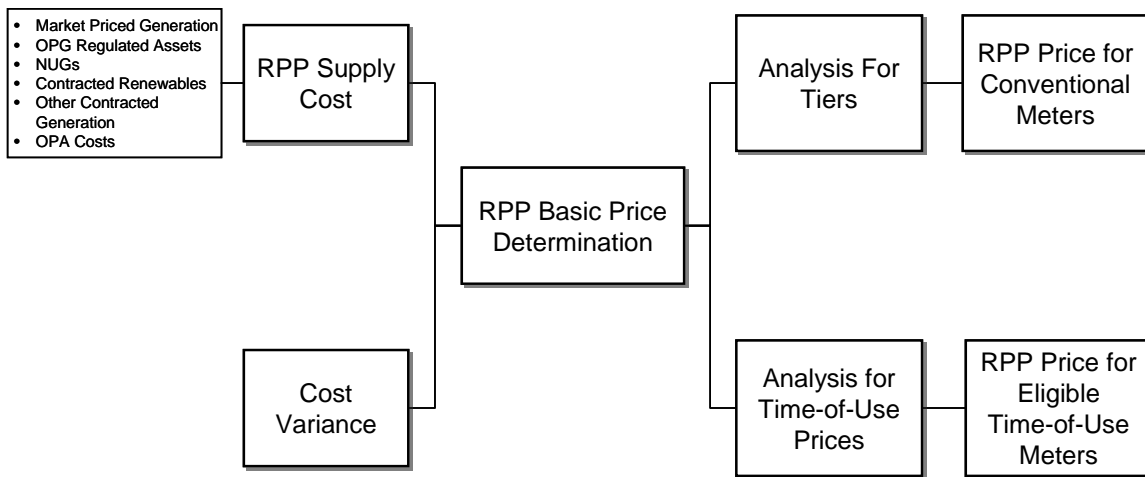 • Market Priced Generation
• OPG Regulated Assets
• NUGs
• Contracted Renewables
• Other Contracted
Generation
• OPA Costs
RPP Supply
Cost
Cost
Variance
RPP Basic Price
Determination
Analysis For
Tiers
RPP Price for
Conventional
Meters
Analysis for
Time-of-Use
Prices
RPP Price for
Eligible
Time-of-Use
Meters